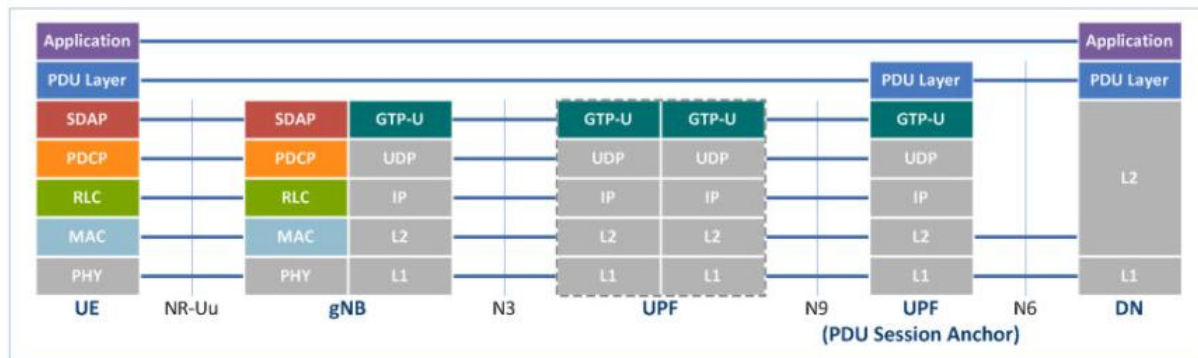 Application Application
PDU Layer PDU Layer PDU Layer
SDAP SDAP GTP-U GTP-U GTP-U GTP-U
PDCP PDCP UDP UDP UDP UDP
RLC RLC IP IP IP IP L2
MAC MAC L2 L2 L2 L2
PHY PHY L1 L1 L1 L1 L1
UE NR-Uu gNB N3 UPF N9 UPF N6 DN
(PDU Session Anchor)